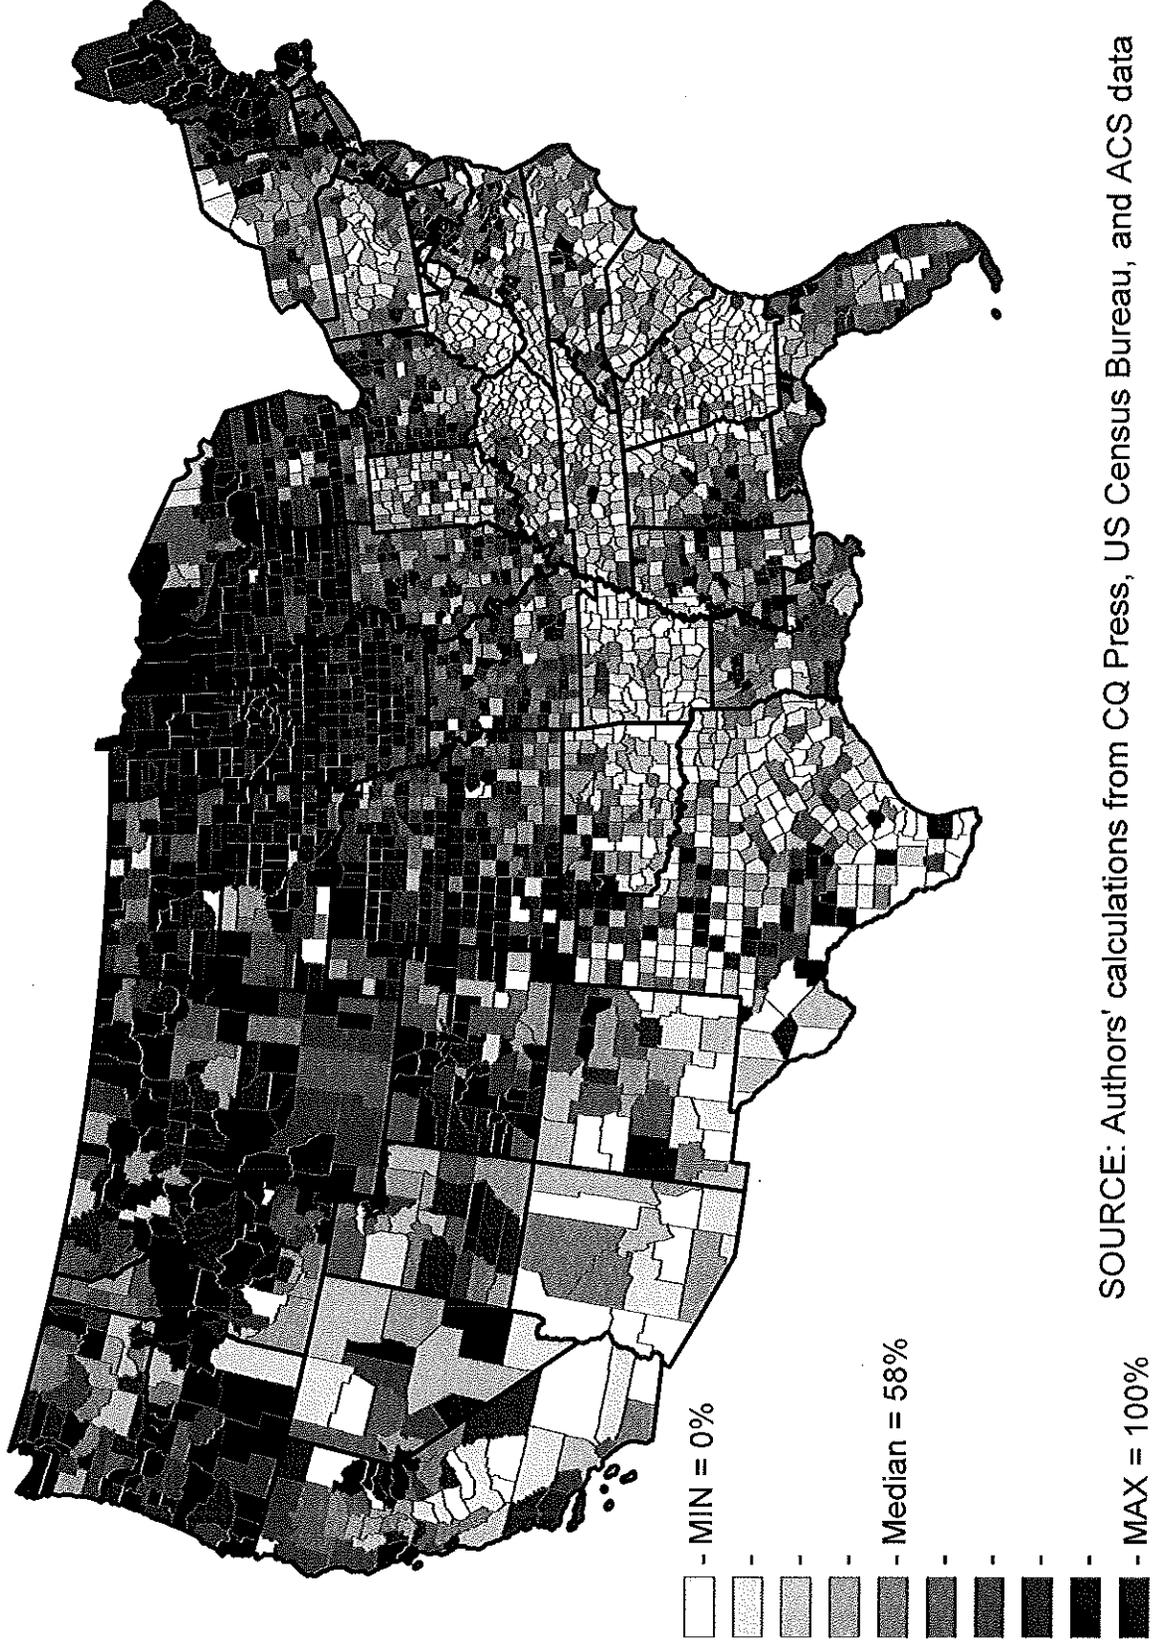 - MIN = 0%
-
-
-
- Median = 58%
-
-
-
-
- MAX = 100%
SOURCE: Authors' calculations from CQ Press, US Census Bureau, and ACS data